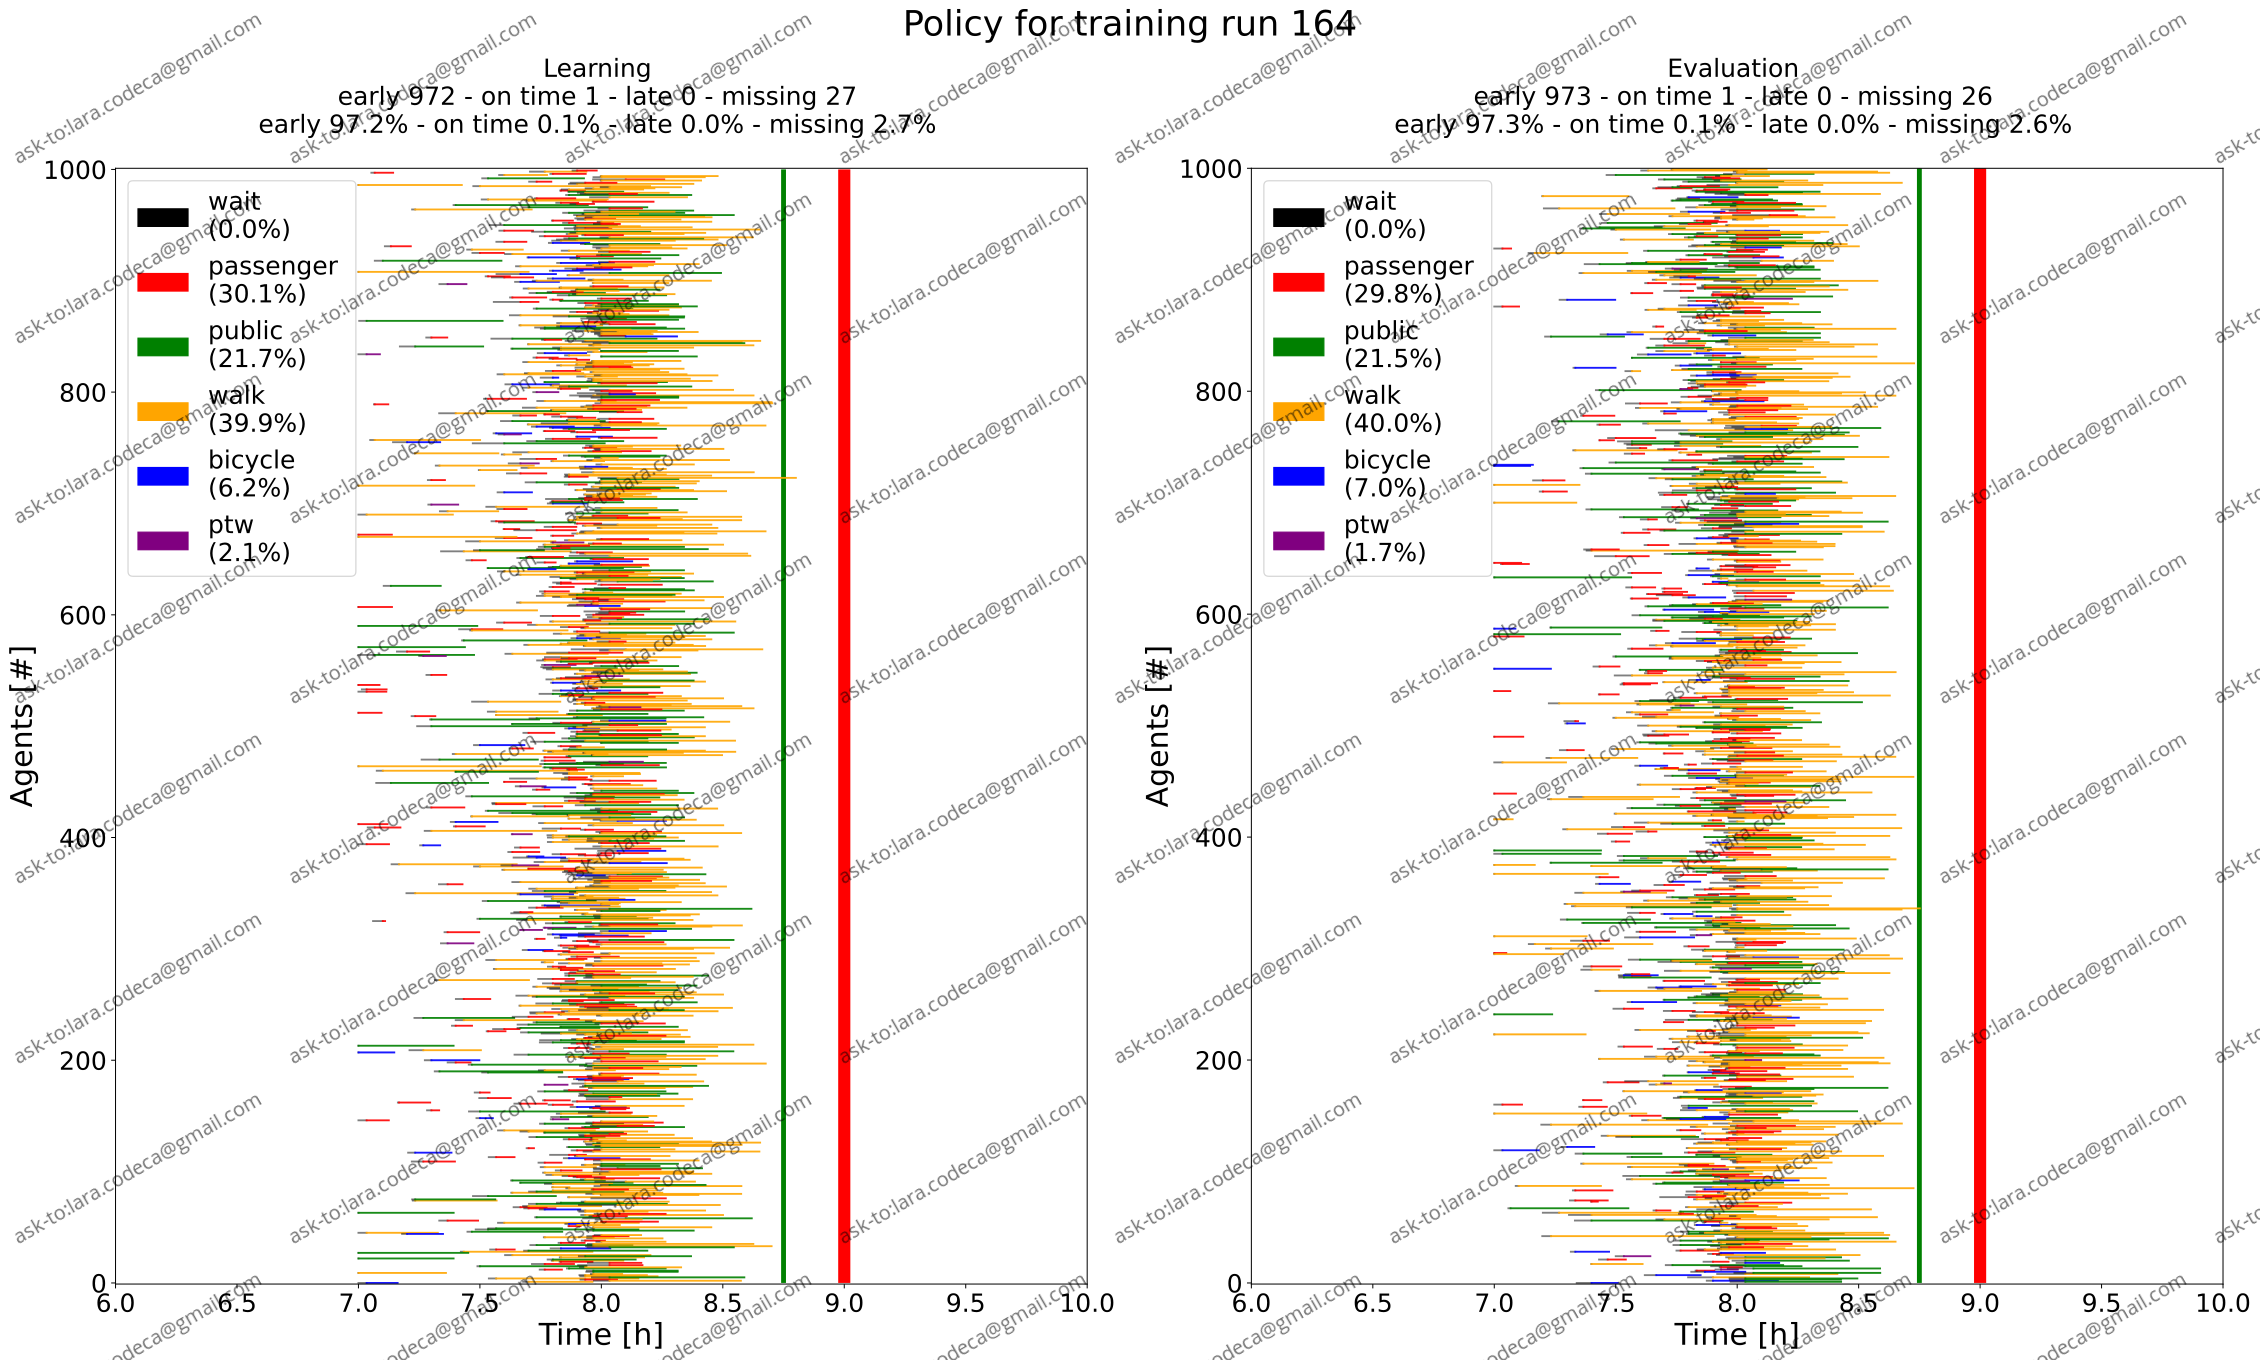 Policy for training run 164
Learning
early 972 - on time 1 - late 0 - missing 27
early 97.2% - on time 0.1% - late 0.0% - missing 2.7%
Agents [#]
1000
800
600
400
200
0
wait
(0.0%)
passenger
(30.1%)
public
(21.7%)
walk
(39.9%)
bicycle
(6.2%)
ptw
(2.1%)
6.0 6.5 7.0 7.5 8.0 8.5 9.0 9.5 10.0
Time [h]
Evaluation
early 973 - on time 1 - late 0 - missing 26
early 97.3% - on time 0.1% - late 0.0% - missing 2.6%
Agents [#]
1000
800
600
400
200
0
wait
(0.0%)
passenger
(29.8%)
public
(21.5%)
walk
(40.0%)
bicycle
(7.0%)
ptw
(1.7%)
6.0 6.5 7.0 7.5 8.0 8.5 9.0 9.5 10.0
Time [h]
ask-to:lara.codeca@gmail.com